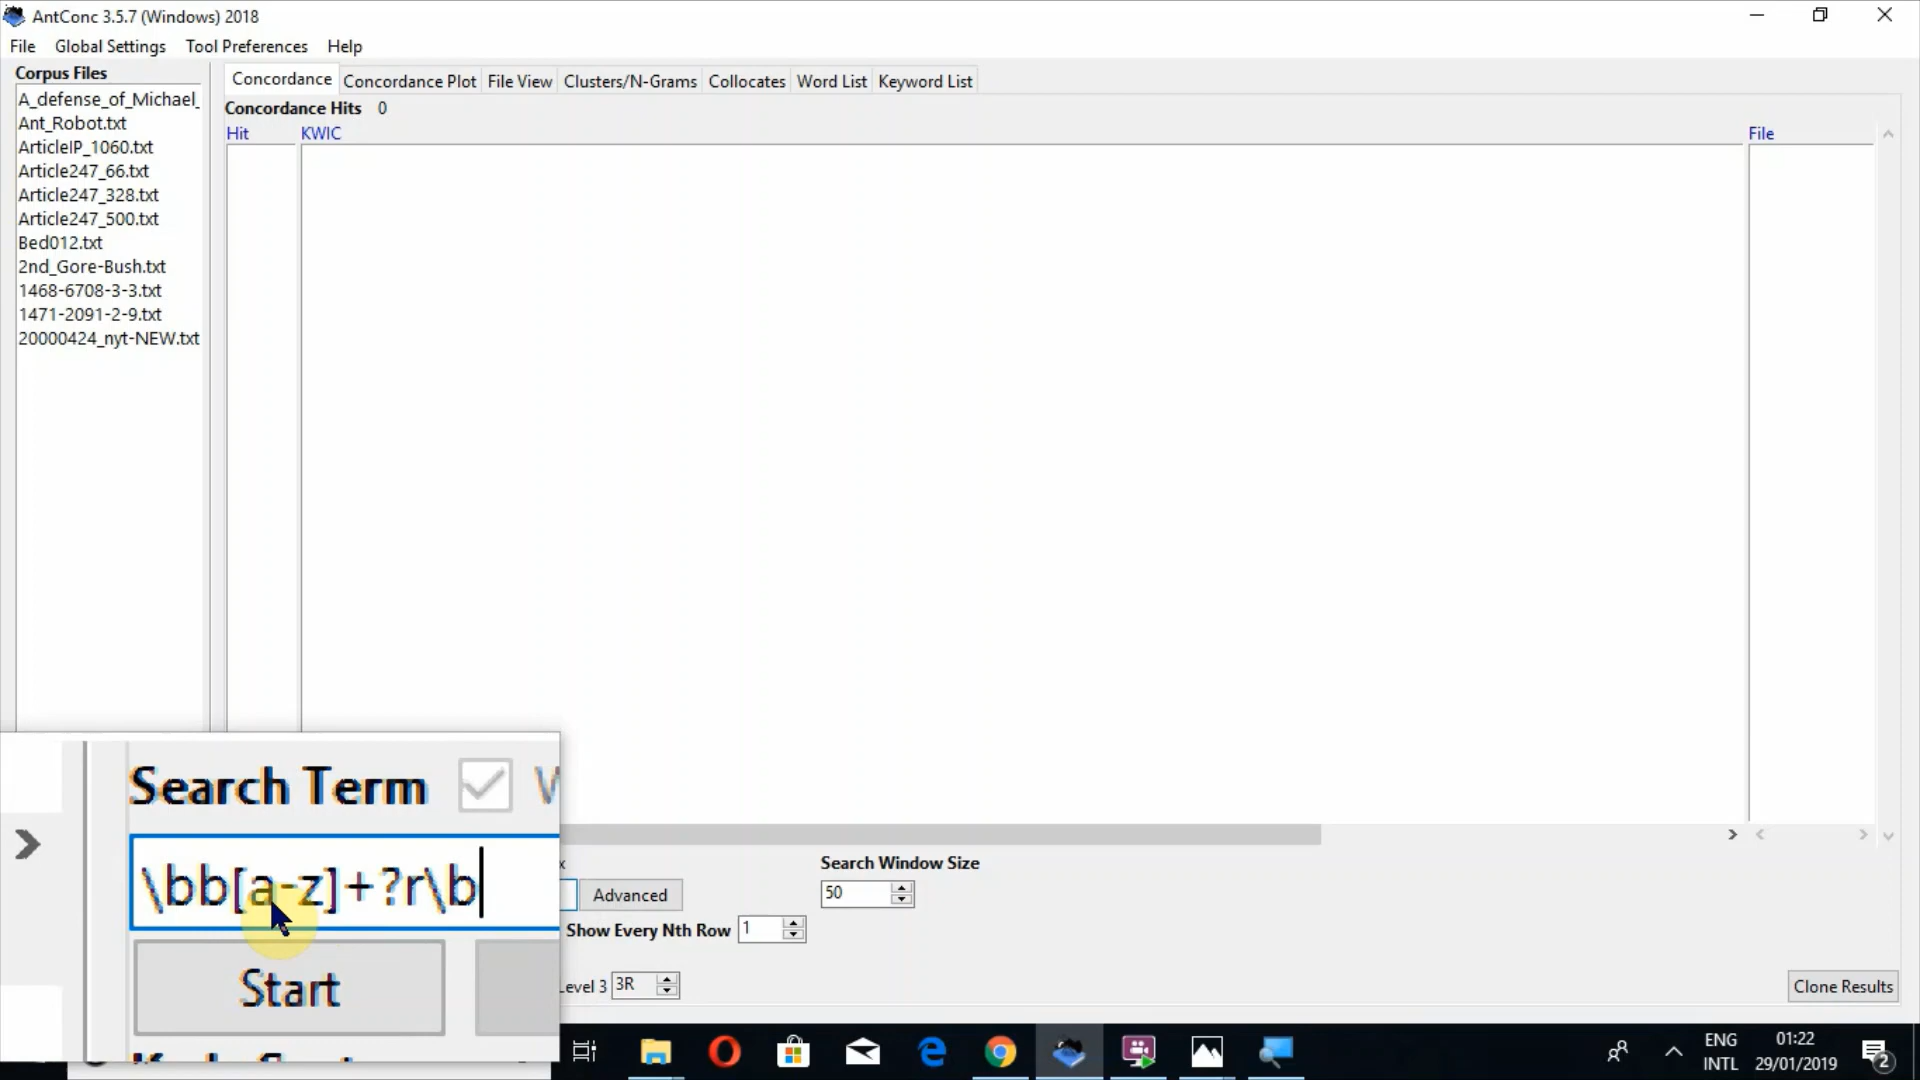 AntConc 3.5.7 (Windows) 2018
File Global Settings Tool Preferences Help
Corpus Files
A_defense_of_Michael_
Ant_Robot.txt
ArticleIP_1060.txt
Article247_66.txt
Article247_328.txt
Article247_500.txt
Bed012.txt
2nd_Gore-Bush.txt
1468-6708-3-3.txt
1471-2091-2-9.txt
20000424_nyt-NEW.txt
Concordance Concordance Plot File View Clusters/N-Grams Collocates Word List Keyword List
Concordance Hits 0
Hit KWIC File
Search Term W
\bb[a-z]+?r\b
Start
x
Search Window Size
Advanced 50
Show Every Nth Row 1
Level 3 3R
Clone Results
ENG 01:22
INTL 29/01/2019 2